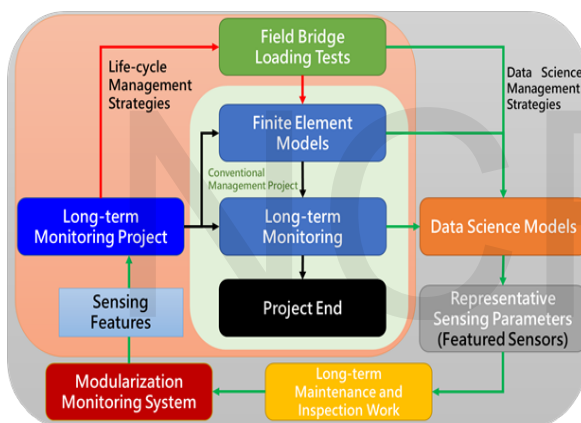 Field Bridge
Loading Tests
Life-cycle
Management
Strategies
Data Science
Management
Strategies
Finite Element
Models
Conventional
Management Project
Long-term
Monitoring Project
Long-term
Monitoring
Data Science Models
Sensing
Features
Project End
Representative
Sensing Parameters
(Featured Sensors)
Modularization
Monitoring System
Long-term
Maintenance and
Inspection Work